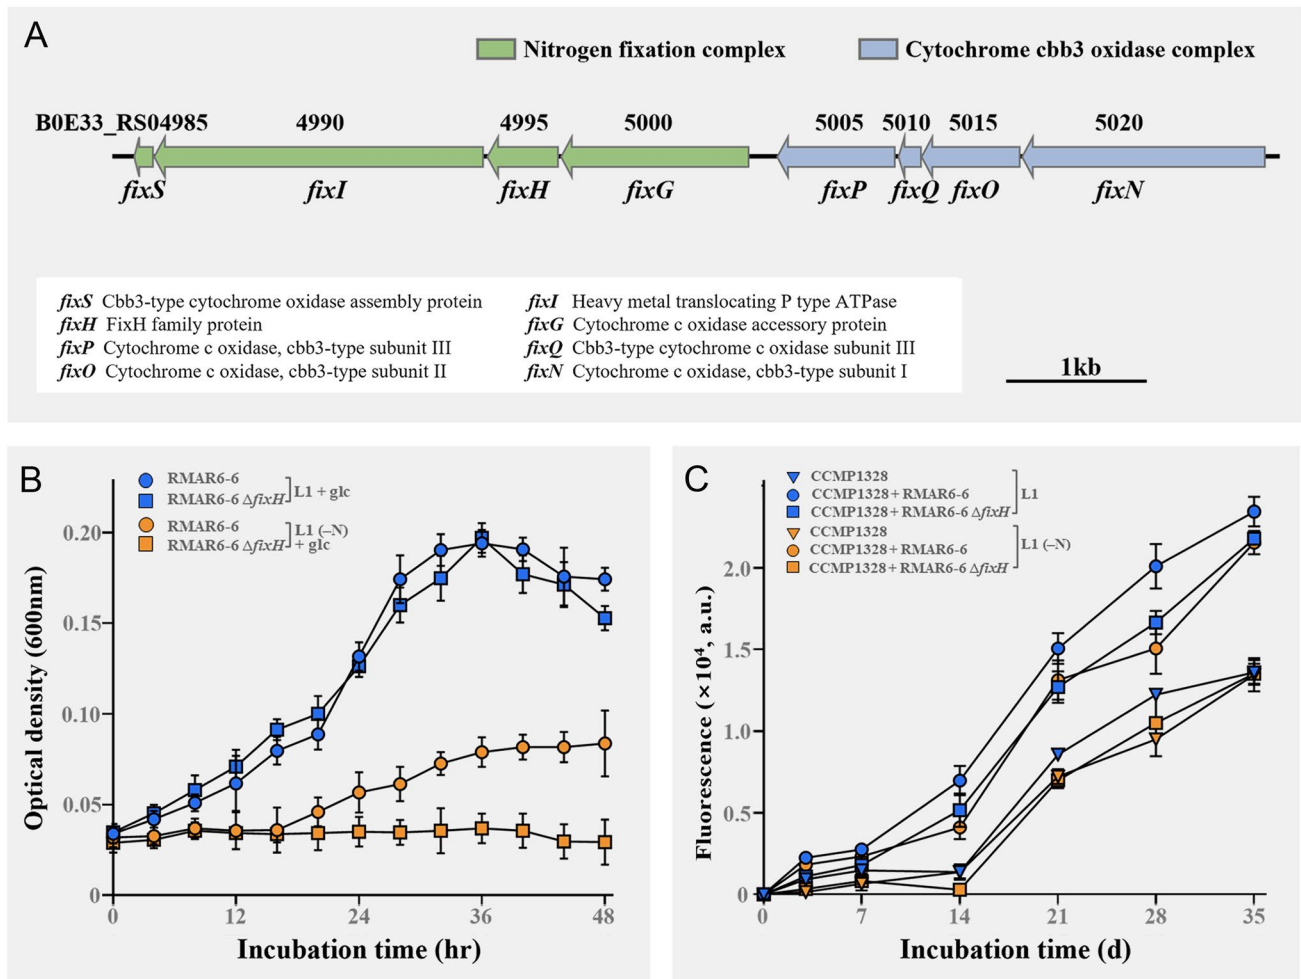 A
Nitrogen fixation complex
Cytochrome cbb3 oxidase complex
B0E33_RS04985 4990 4995 5000 5005 5010 5015 5020
fixS fixI fixH fixG fixP fixQ fixO fixN
fixS Cbb3-type cytochrome oxidase assembly protein
fixI Heavy metal translocating P type ATPase
fixH FixH family protein
fixG Cytochrome c oxidase accessory protein
fixP Cytochrome c oxidase, cbb3-type subunit III
fixQ Cbb3-type cytochrome c oxidase subunit III
fixO Cytochrome c oxidase, cbb3-type subunit II
fixN Cytochrome c oxidase, cbb3-type subunit I
1kb
B
RMAR6-6
RMAR6-6 ΔfixH
L1 + glc
RMAR6-6
RMAR6-6 ΔfixH
L1 (–N)
+ glc
Optical density (600nm)
0.20
0.15
0.10
0.05
0
0 12 24 36 48
Incubation time (hr)
C
CCMP1328
CCMP1328 + RMAR6-6
CCMP1328 + RMAR6-6 ΔfixH
L1
CCMP1328
CCMP1328 + RMAR6-6
CCMP1328 + RMAR6-6 ΔfixH
L1 (–N)
Fluorescence (×10⁴, a.u.)
2.0
1.5
1.0
0.5
0
0 7 14 21 28 35
Incubation time (d)